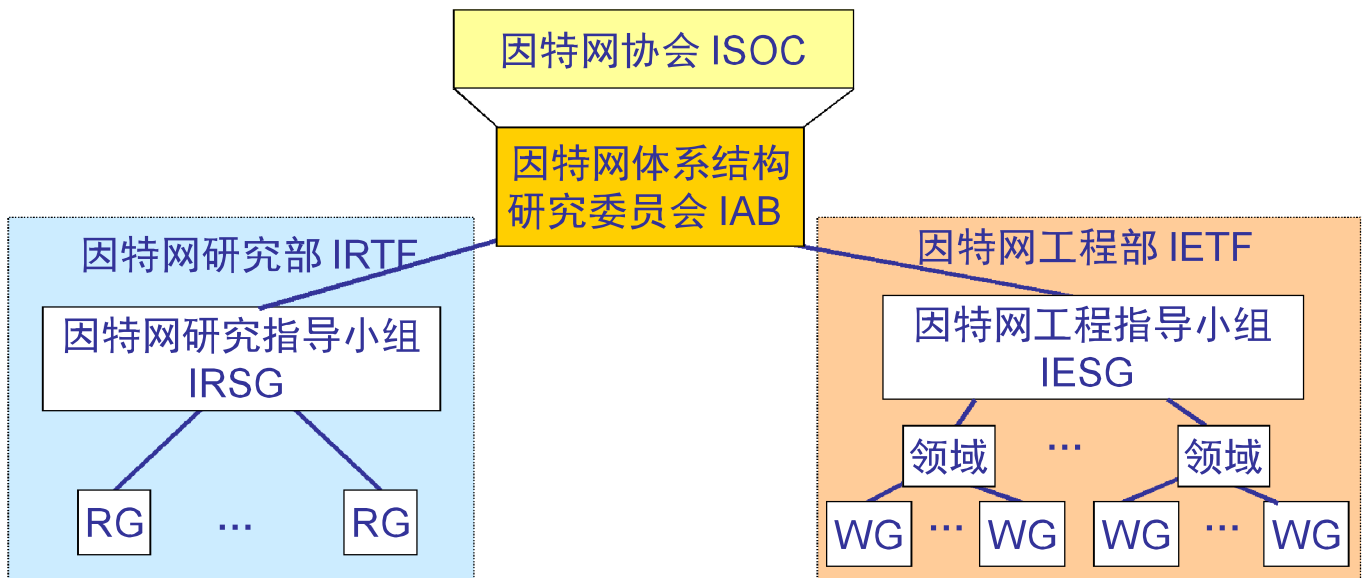 因特网协会 ISOC
因特网体系结构
研究委员会 IAB
因特网研究部 IRTF
因特网研究指导小组
IRSG
RG
…
RG
因特网工程部 IETF
因特网工程指导小组
IESG
领域
…
领域
WG
…
WG
WG
…
WG